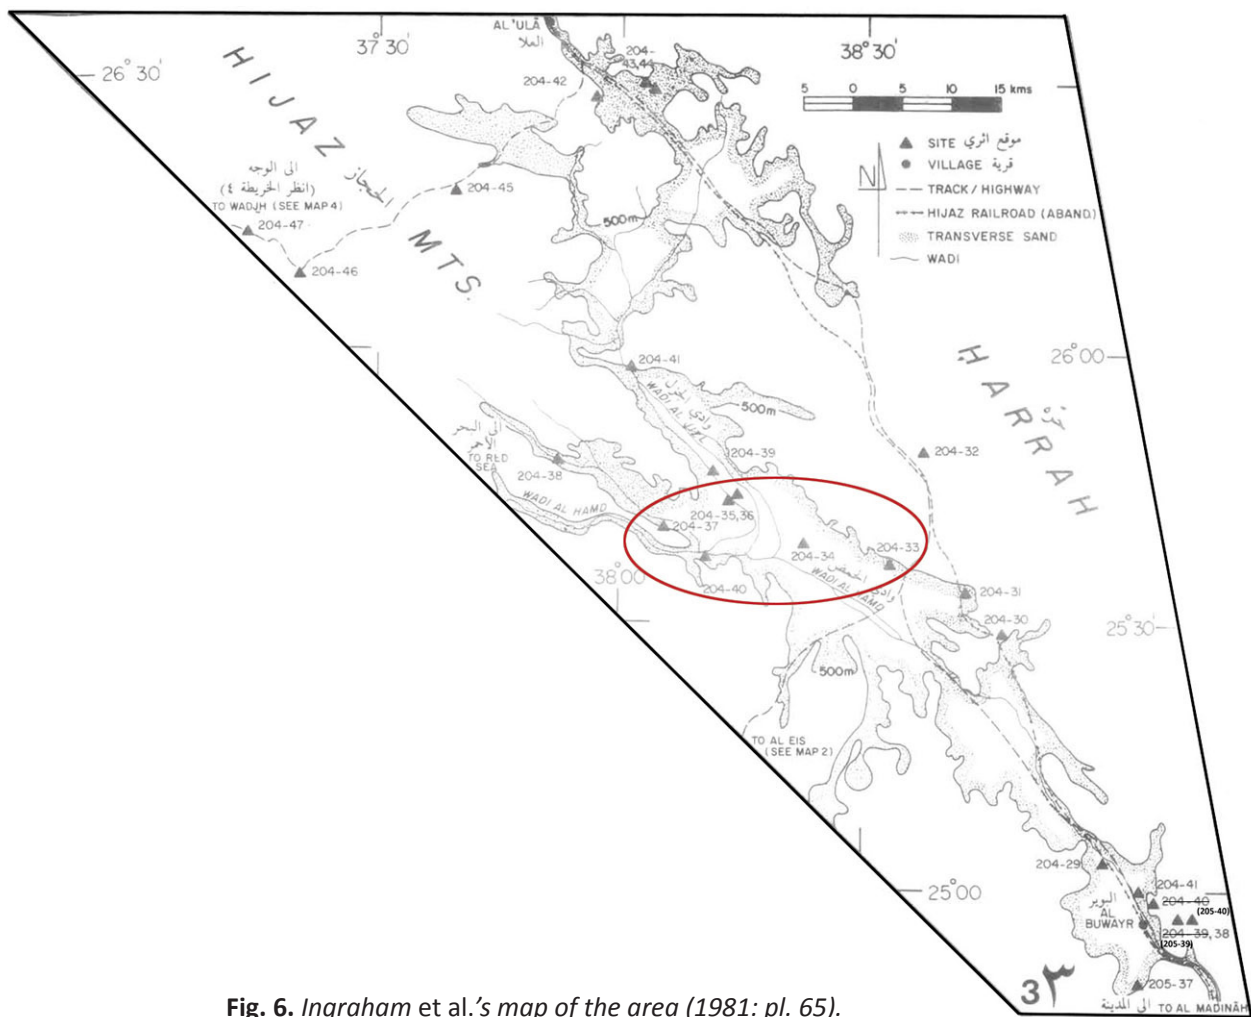 AL 'ULĀ
العلا
37°30
38°30
26°30
204-
43,44
204-42
5 0 5 10 15 kms
SITE موقع اثري
VILLAGE قرية
TRACK / HIGHWAY
HIJAZ RAILROAD (ABAND.)
TRANSVERSE SAND
WADI
N
HIJAZ
الحجاز
MTS.
الى الوجه
(انظر الخريطة ٤)
TO WADJH (SEE MAP 4)
204-45
204-47
204-46
500m
204-41
26°00
HARRAH
حرة
WADI AL JIZL
وادي الجزل
500m
204-39
204-32
TO RED
SEA
204-38
WADI AL HAMD
204-35,36
204-37
204-34
204-33
وادي الحمض
WADI AL HAMD
204-40
38°00
204-31
204-30
25°30
500m
TO AL EIS
(SEE MAP 2)
204-29
25°00
204-41
204-40
(205-40)
البوير
AL
BUWAYR
204-39,38
(205-39)
205-37
3٣
الى المدينة TO AL MADINAH
Fig. 6. Ingraham et al.'s map of the area (1981: pl. 65).